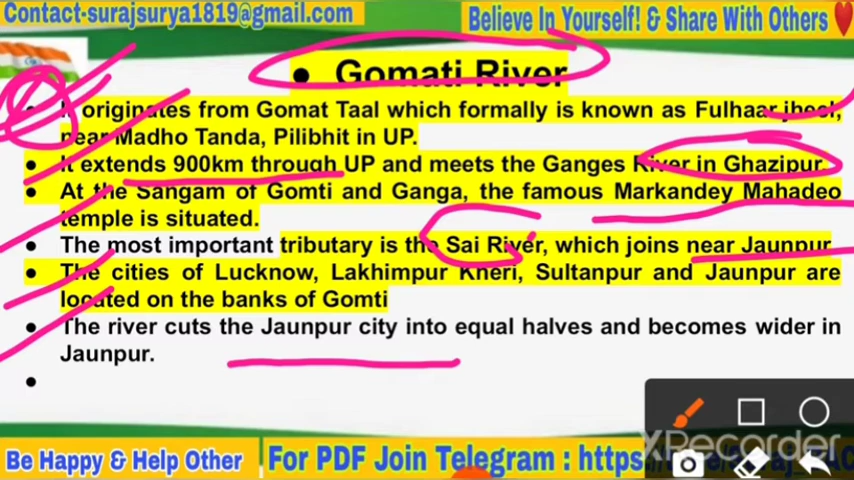 Contact-surajsurya1819@gmail.com
Believe In Yourself! & Share With Others
• Gomati River
• It originates from Gomat Taal which formally is known as Fulhaar jheel,
near Madho Tanda, Pilibhit in UP.
• It extends 900km through UP and meets the Ganges River in Ghazipur
• At the Sangam of Gomti and Ganga, the famous Markandey Mahadeo
temple is situated.
• The most important tributary is the Sai River, which joins near Jaunpur
• The cities of Lucknow, Lakhimpur Kheri, Sultanpur and Jaunpur are
located on the banks of Gomti
• The river cuts the Jaunpur city into equal halves and becomes wider in
Jaunpur.
•
Be Happy & Help Other
For PDF Join Telegram : https
XRecorder